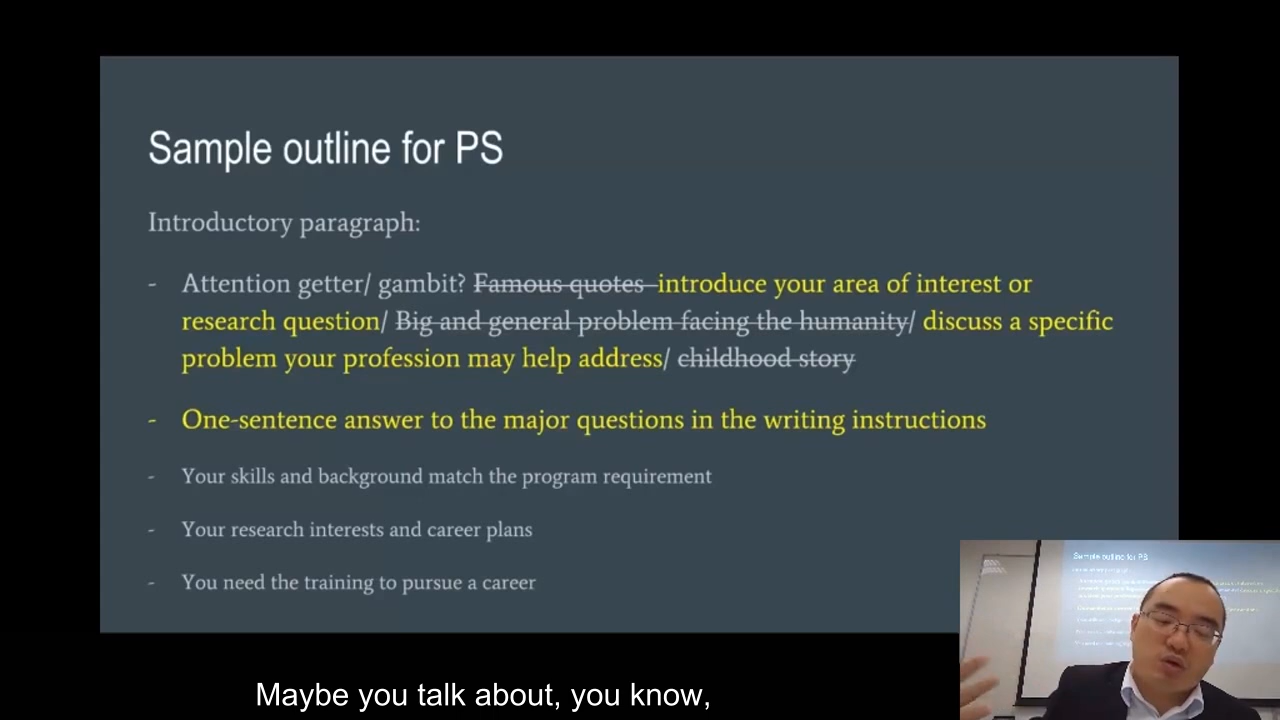 Sample outline for PS
Introductory paragraph:
- Attention getter/ gambit? Famous quotes introduce your area of interest or
research question/ Big and general problem facing the humanity/ discuss a specific
problem your profession may help address/ childhood story
- One-sentence answer to the major questions in the writing instructions
- Your skills and background match the program requirement
- Your research interests and career plans
- You need the training to pursue a career
Sample outline for PS
Maybe you talk about, you know,